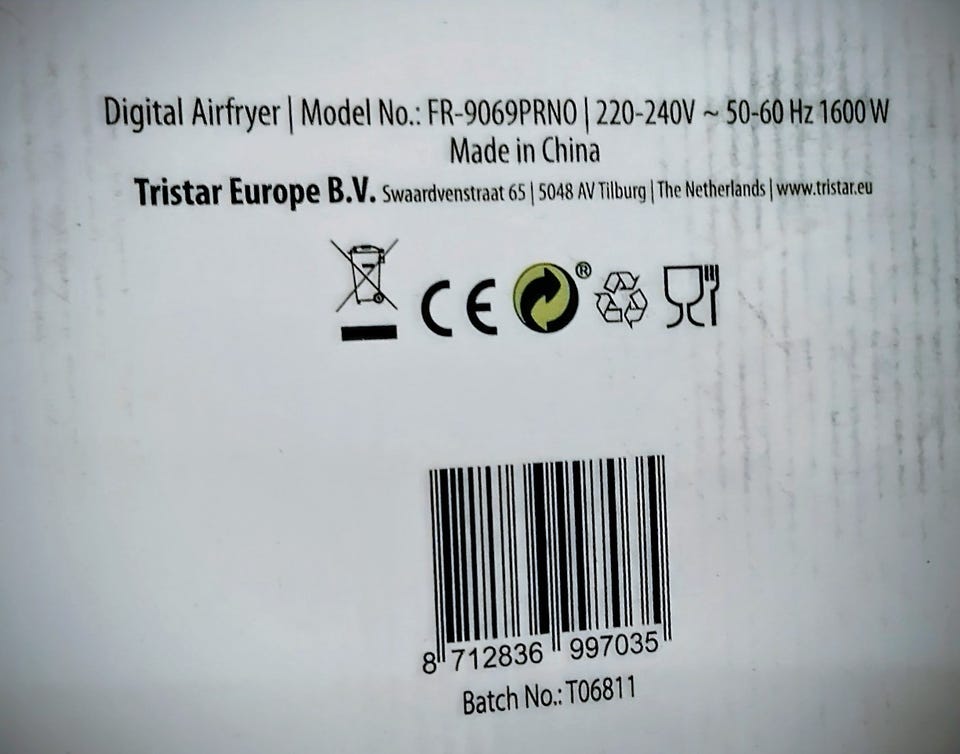 Digital Airfryer | Model No.: FR-9069PRNO | 220-240V ~ 50-60 Hz 1600 W
Made in China
Tristar Europe B.V. Swaardvenstraat 65 | 5048 AV Tilburg | The Netherlands | www.tristar.eu
CE ®
8 712836 997035
Batch No.: T06811